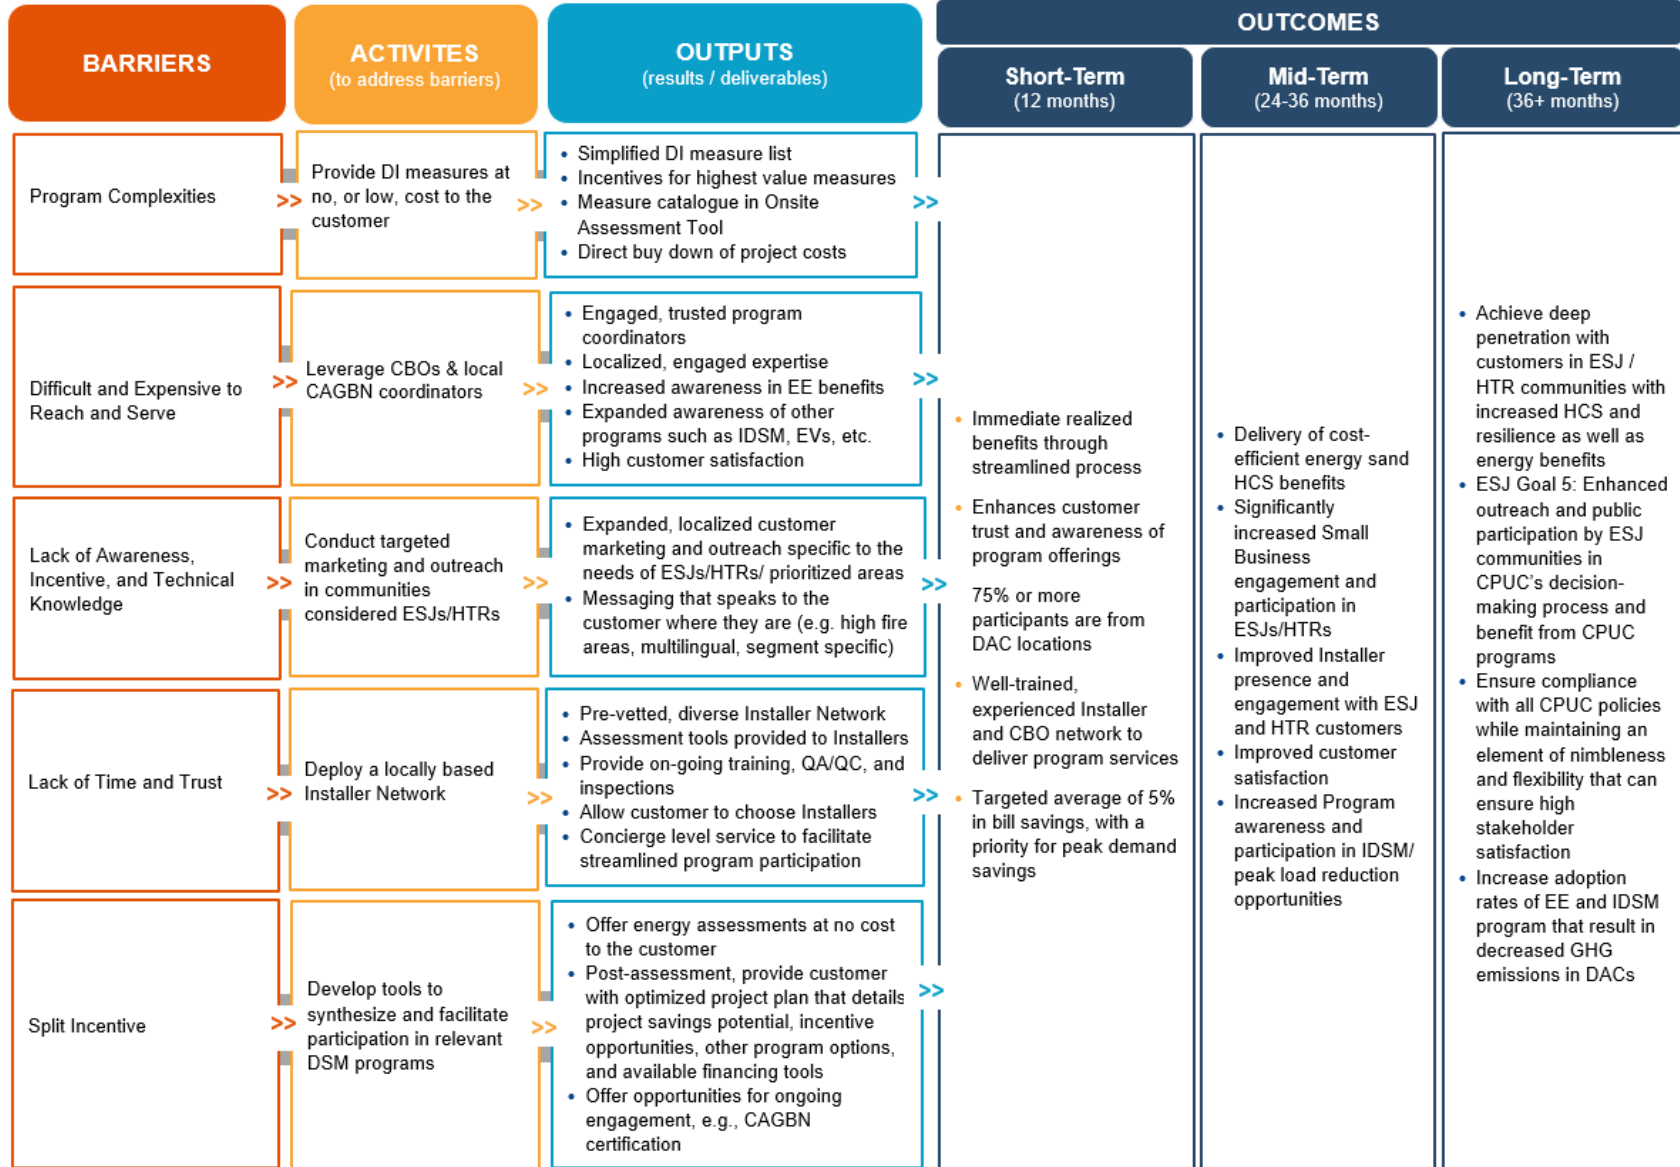 BARRIERS
ACTIVITES
(to address barriers)
OUTPUTS
(results / deliverables)
OUTCOMES
Short-Term
(12 months)
Mid-Term
(24-36 months)
Long-Term
(36+ months)
Program Complexities
>>
Provide DI measures at
no, or low, cost to the
customer
>>
• Simplified DI measure list
• Incentives for highest value measures
• Measure catalogue in Onsite
Assessment Tool
• Direct buy down of project costs
>>
Difficult and Expensive to
Reach and Serve
>>
Leverage CBOs & local
CAGBN coordinators
>>
• Engaged, trusted program
coordinators
• Localized, engaged expertise
• Increased awareness in EE benefits
• Expanded awareness of other
programs such as IDSM, EVs, etc.
• High customer satisfaction
>>
Lack of Awareness,
Incentive, and Technical
Knowledge
>>
Conduct targeted
marketing and outreach
in communities
considered ESJs/HTRs
>>
• Expanded, localized customer
marketing and outreach specific to the
needs of ESJs/HTRs/ prioritized areas
• Messaging that speaks to the
customer where they are (e.g. high fire
areas, multilingual, segment specific)
>>
Lack of Time and Trust
>>
Deploy a locally based
Installer Network
>>
• Pre-vetted, diverse Installer Network
• Assessment tools provided to Installers
• Provide on-going training, QA/QC, and
inspections
• Allow customer to choose Installers
• Concierge level service to facilitate
streamlined program participation
>>
Split Incentive
>>
Develop tools to
synthesize and facilitate
participation in relevant
DSM programs
>>
• Offer energy assessments at no cost
to the customer
• Post-assessment, provide customer
with optimized project plan that details
project savings potential, incentive
opportunities, other program options,
and available financing tools
• Offer opportunities for ongoing
engagement, e.g., CAGBN
certification
>>
• Immediate realized
benefits through
streamlined process
• Enhances customer
trust and awareness of
program offerings
75% or more
participants are from
DAC locations
• Well-trained,
experienced Installer
and CBO network to
deliver program services
• Targeted average of 5%
in bill savings, with a
priority for peak demand
savings
• Delivery of cost-
efficient energy sand
HCS benefits
• Significantly
increased Small
Business
engagement and
participation in
ESJs/HTRs
• Improved Installer
presence and
engagement with ESJ
and HTR customers
• Improved customer
satisfaction
• Increased Program
awareness and
participation in IDSM/
peak load reduction
opportunities
• Achieve deep
penetration with
customers in ESJ /
HTR communities with
increased HCS and
resilience as well as
energy benefits
• ESJ Goal 5: Enhanced
outreach and public
participation by ESJ
communities in
CPUC's decision-
making process and
benefit from CPUC
programs
• Ensure compliance
with all CPUC policies
while maintaining an
element of nimbleness
and flexibility that can
ensure high
stakeholder
satisfaction
• Increase adoption
rates of EE and IDSM
program that result in
decreased GHG
emissions in DACs